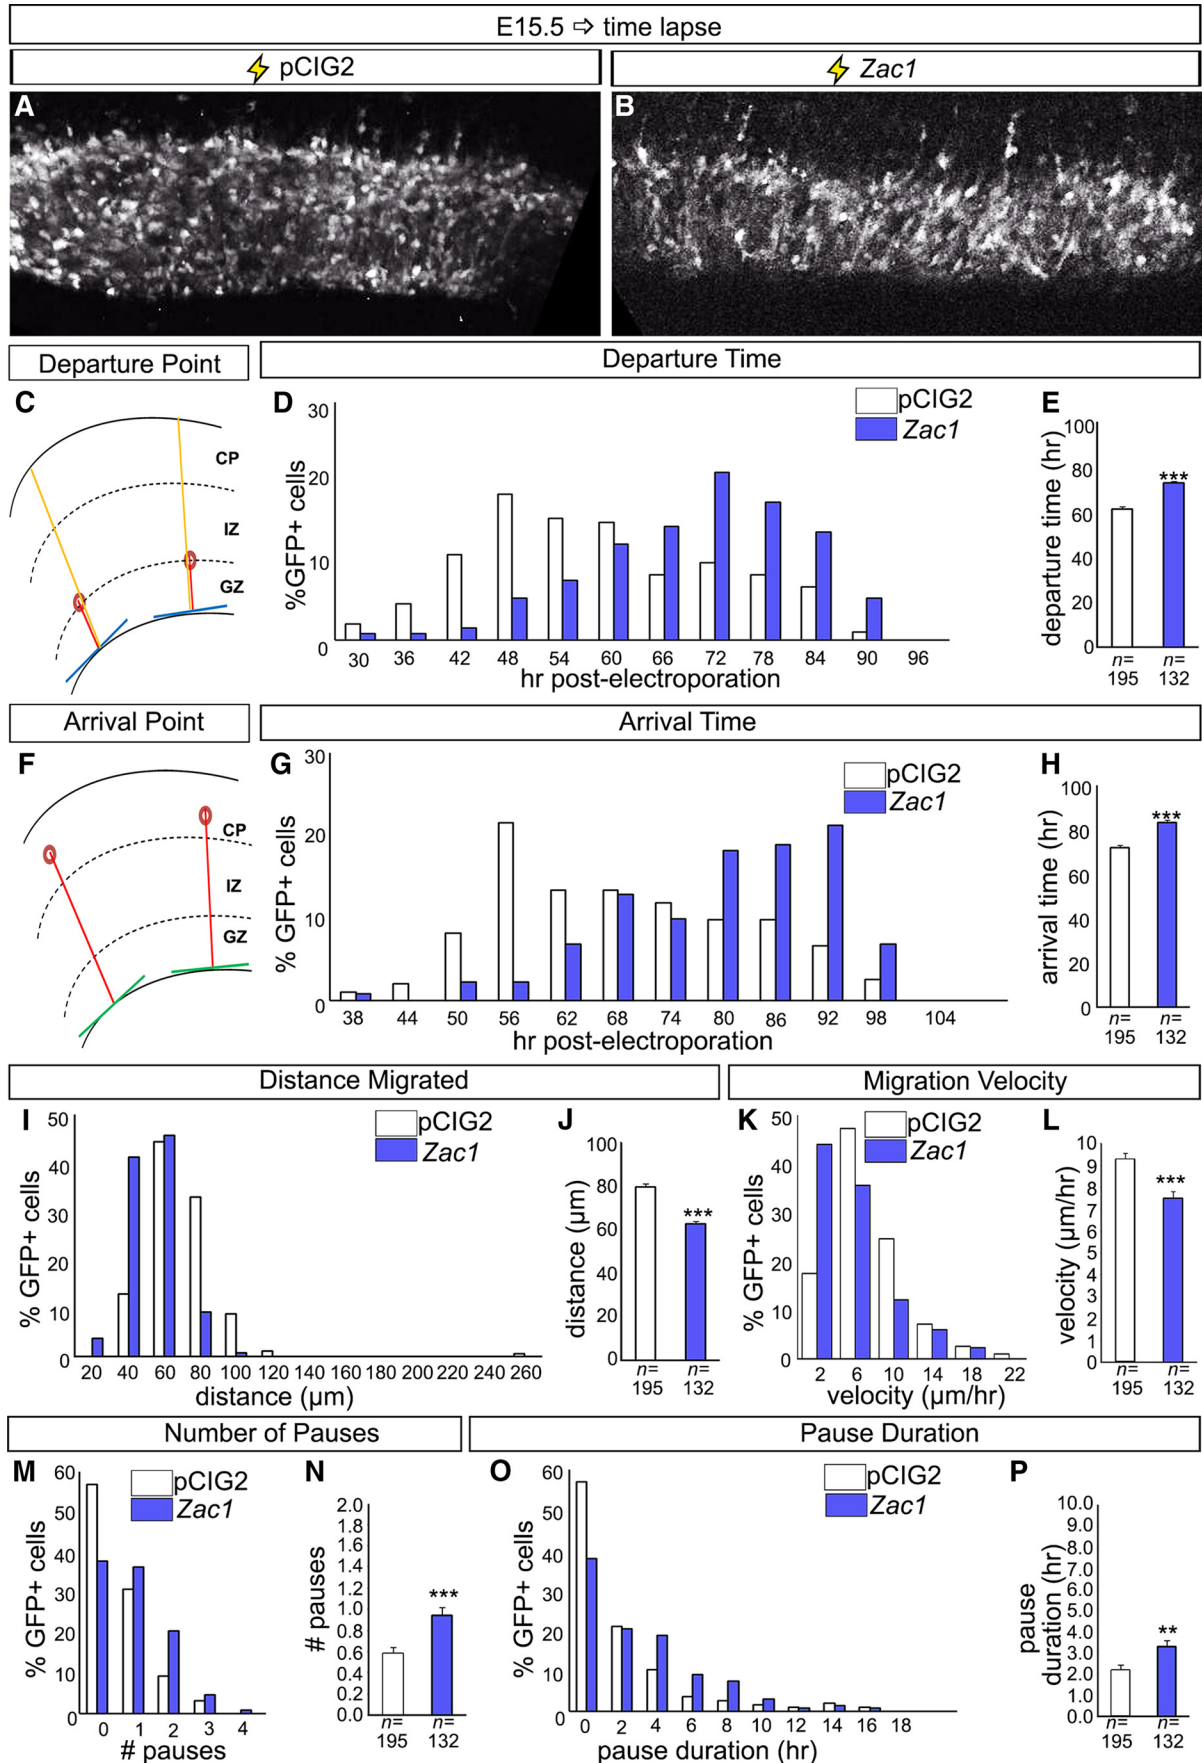 E15.5 ⇨ time lapse
pCIG2
Zac1
A
B
Departure Point
Departure Time
C
CP
IZ
GZ
D
30
20
10
0
%GFP+ cells
pCIG2
Zac1
30 36 42 48 54 60 66 72 78 84 90 96
hr post-electroporation
E
100
80
60
40
20
0
departure time (hr)
***
n= n=
195 132
Arrival Point
Arrival Time
F
CP
IZ
GZ
G
30
20
10
0
% GFP+ cells
pCIG2
Zac1
38 44 50 56 62 68 74 80 86 92 98 104
hr post-electroporation
H
100
80
60
40
20
0
arrival time (hr)
***
n= n=
195 132
Distance Migrated
Migration Velocity
I
50
40
30
20
10
0
% GFP+ cells
pCIG2
Zac1
20 40 60 80 100 120 140 160 180 200 220 240 260
distance (µm)
J
100
80
60
40
20
0
distance (µm)
***
n= n=
195 132
K
50
40
30
20
10
0
% GFP+ cells
pCIG2
Zac1
2 6 10 14 18 22
velocity (µm/hr)
L
10
9
8
7
6
5
4
3
2
1
0
velocity (µm/hr)
***
n= n=
195 132
Number of Pauses
Pause Duration
M
60
50
40
30
20
10
0
% GFP+ cells
pCIG2
Zac1
0 1 2 3 4
# pauses
N
2.0
1.8
1.4
1.2
1.0
0.8
0.6
0.4
0.2
0.0
# pauses
***
n= n=
195 132
O
60
50
40
30
20
10
0
% GFP+ cells
pCIG2
Zac1
0 2 4 6 8 10 12 14 16 18
pause duration (hr)
P
10.0
9.0
8.0
7.0
6.0
5.0
4.0
3.0
2.0
1.0
0.0
pause
duration (hr)
**
n= n=
195 132